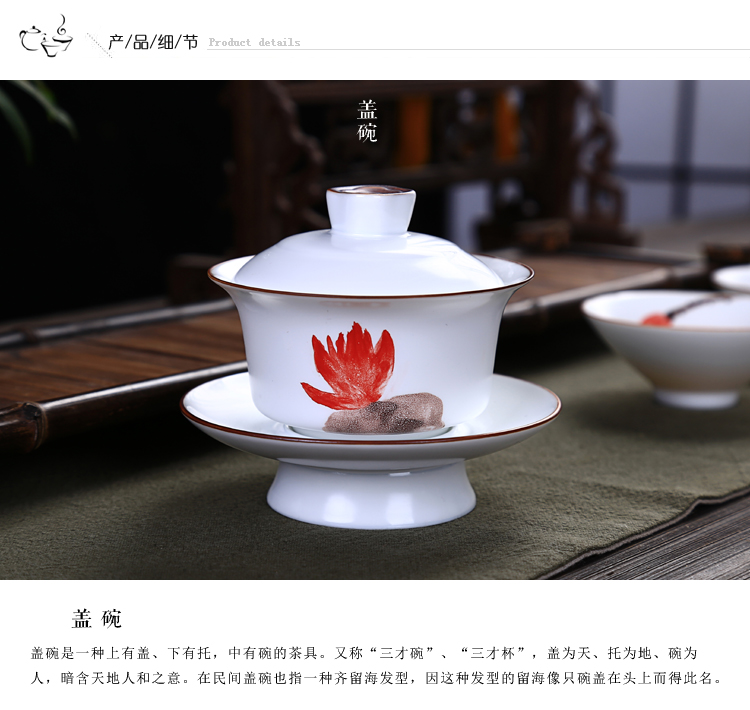 产/品/细/节 Product details
盖碗
盖碗
盖碗是一种上有盖、下有托，中有碗的茶具。又称“三才碗”、“三才杯”，盖为天、托为地、碗为
人，暗含天地人和之意。在民间盖碗也指一种齐留海发型，因这种发型的留海像只碗盖在头上而得此名。